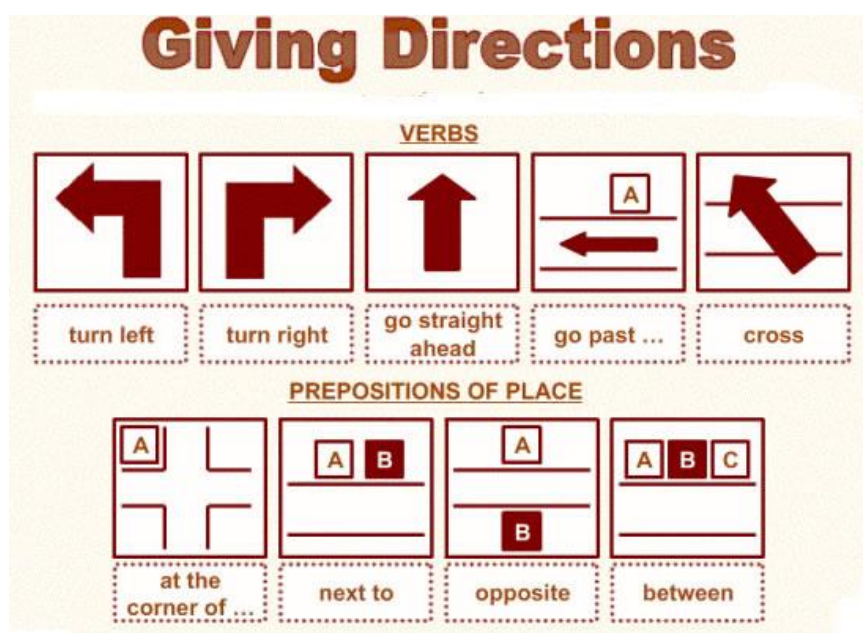 Giving Directions
VERBS
A
turn left
turn right
go straight
ahead
go past ...
cross
PREPOSITIONS OF PLACE
A
A B
A
B
A B C
at the
corner of ...
next to
opposite
between